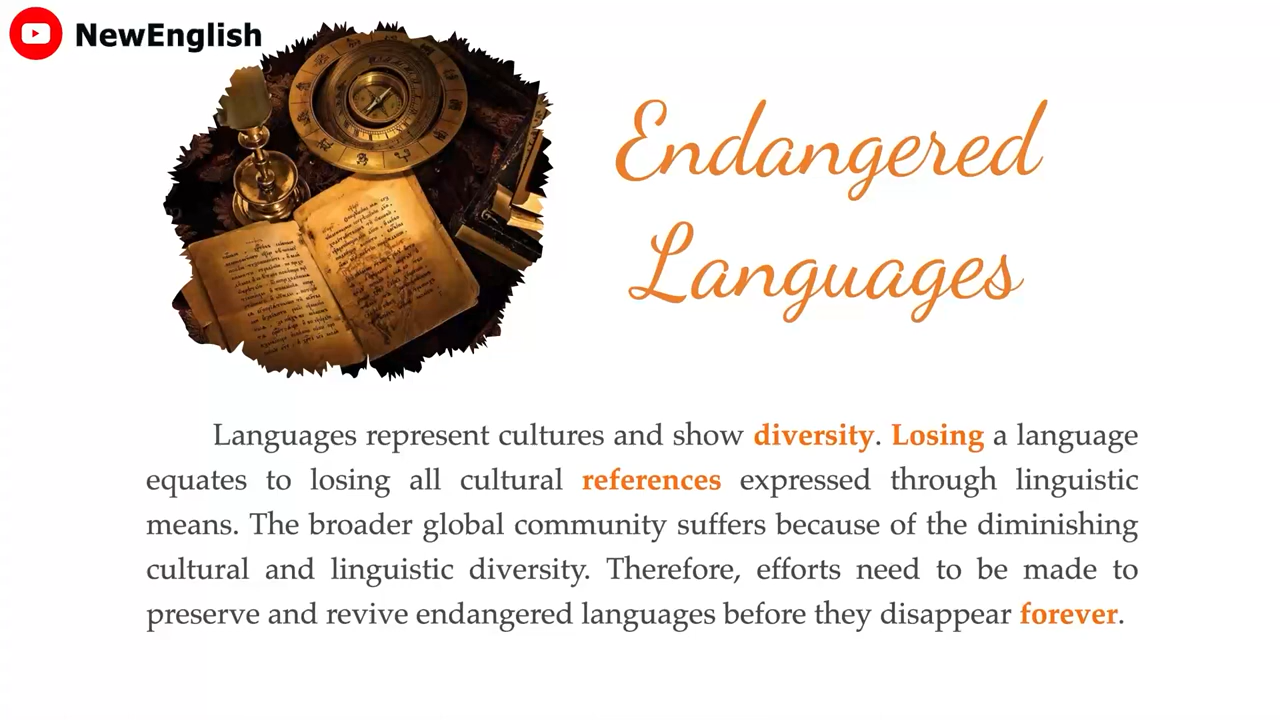 NewEnglish
Endangered
Languages
Languages represent cultures and show diversity. Losing a language
equates to losing all cultural references expressed through linguistic
means. The broader global community suffers because of the diminishing
cultural and linguistic diversity. Therefore, efforts need to be made to
preserve and revive endangered languages before they disappear forever.